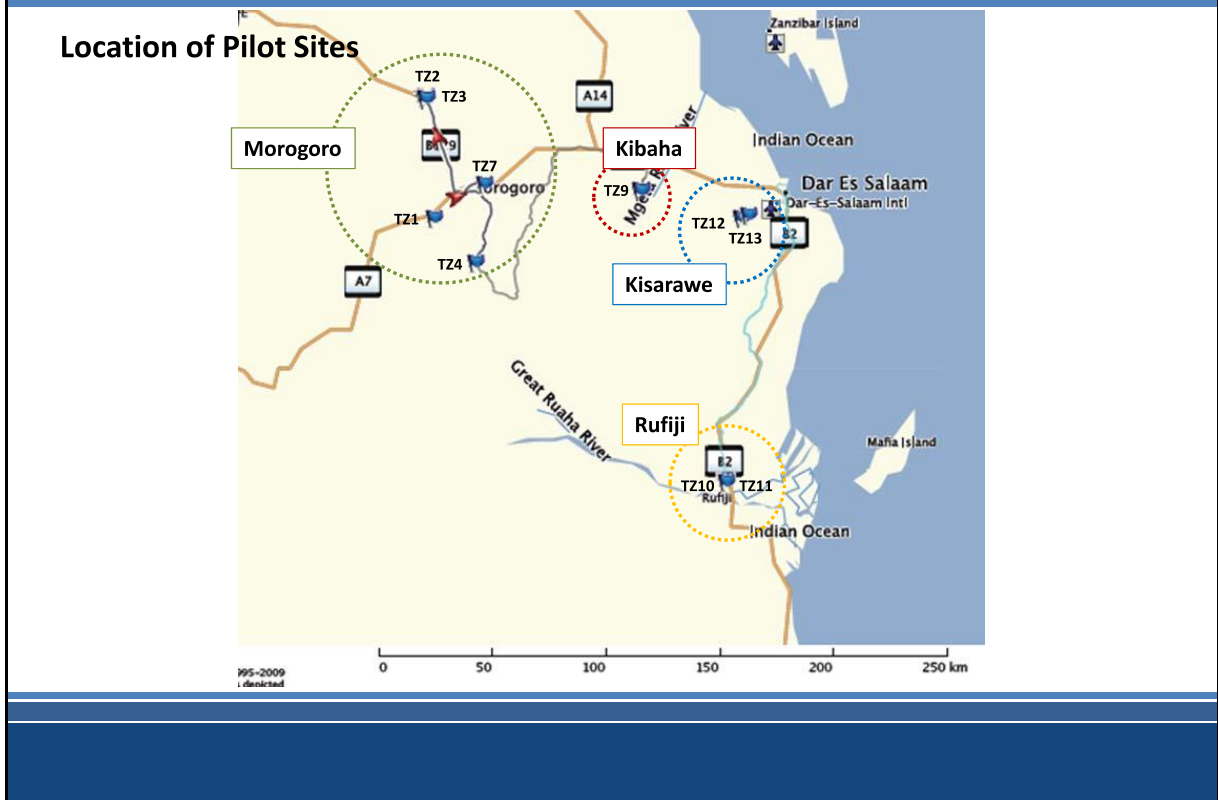 Location of Pilot Sites
Zanzibar Island
TZ2
TZ3
A14
Morogoro
Kibaha
Indian Ocean
TZ7
orogoro
TZ9
Dar Es Salaam
Dar-Es-Salaam Intl
TZ1
TZ12
TZ13
B2
TZ4
A7
Kisarawe
Great Ruaha River
Rufiji
Mafia Island
B2
TZ10
TZ11
Rufiji
Indian Ocean
0 50 100 150 200 250 km
995-2009
s depicted